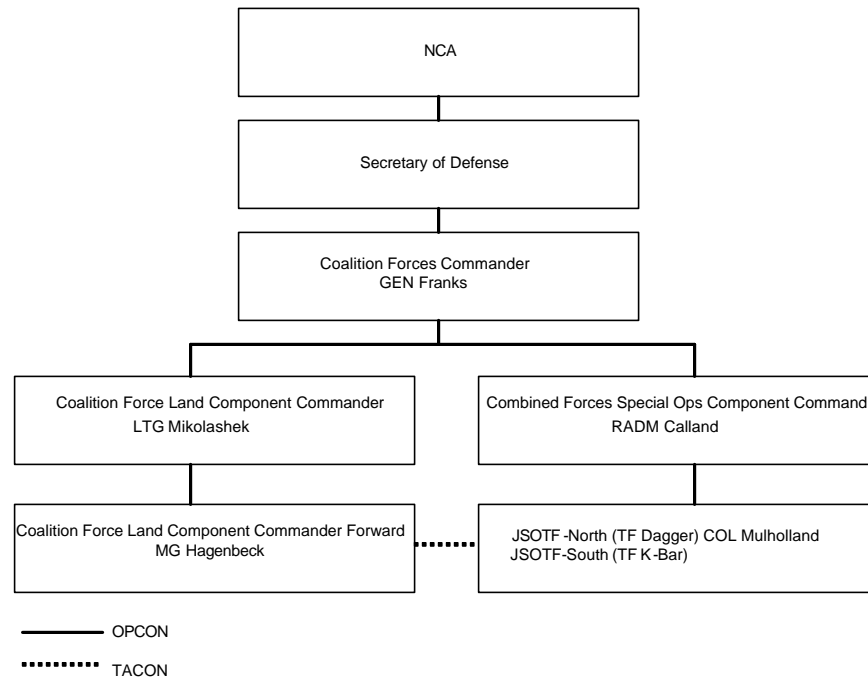 NCA
Secretary of Defense
Coalition Forces Commander
GEN Franks
Coalition Force Land Component Commander
LTG Mikolashek
Combined Forces Special Ops Component Command
RADM Calland
Coalition Force Land Component Commander Forward
MG Hagenbeck
JSOTF-North (TF Dagger) COL Mulholland
JSOTF-South (TF K-Bar)
OPCON
TACON